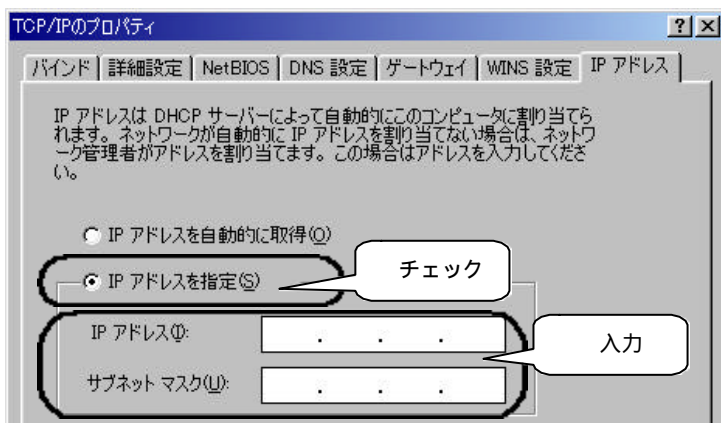 TCP/IPのプロパティ
バインド 詳細設定 NetBIOS DNS 設定 ゲートウェイ WINS 設定 IP アドレス
IP アドレスは DHCP サーバーによって自動的にこのコンピュータに割り当てら
れます。ネットワークが自動的に IP アドレスを割り当てない場合は、ネットワ
ーク管理者がアドレスを割り当てます。この場合はアドレスを入力してくださ
い。
IP アドレスを自動的に取得(O)
チェック
IP アドレスを指定(S)
IP アドレス(I):
入力
サブネット マスク(U):